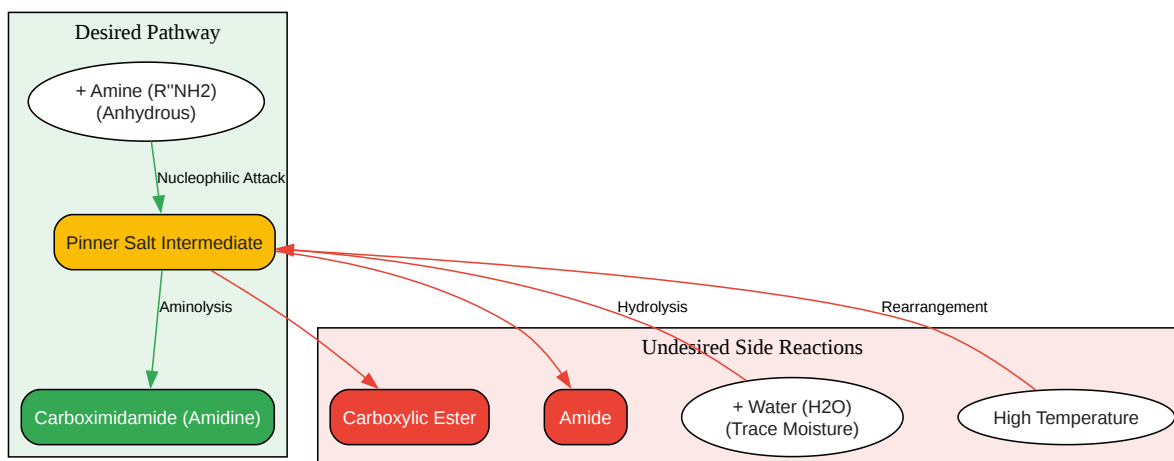 Desired Pathway
+ Amine (R"NH2)
(Anhydrous)
Nucleophilic Attack
Pinner Salt Intermediate
Aminolysis
Hydrolysis
Rearrangement
Undesired Side Reactions
Carboximidamide (Amidine)
Carboxylic Ester
Amide
+ Water (H2O)
(Trace Moisture)
High Temperature